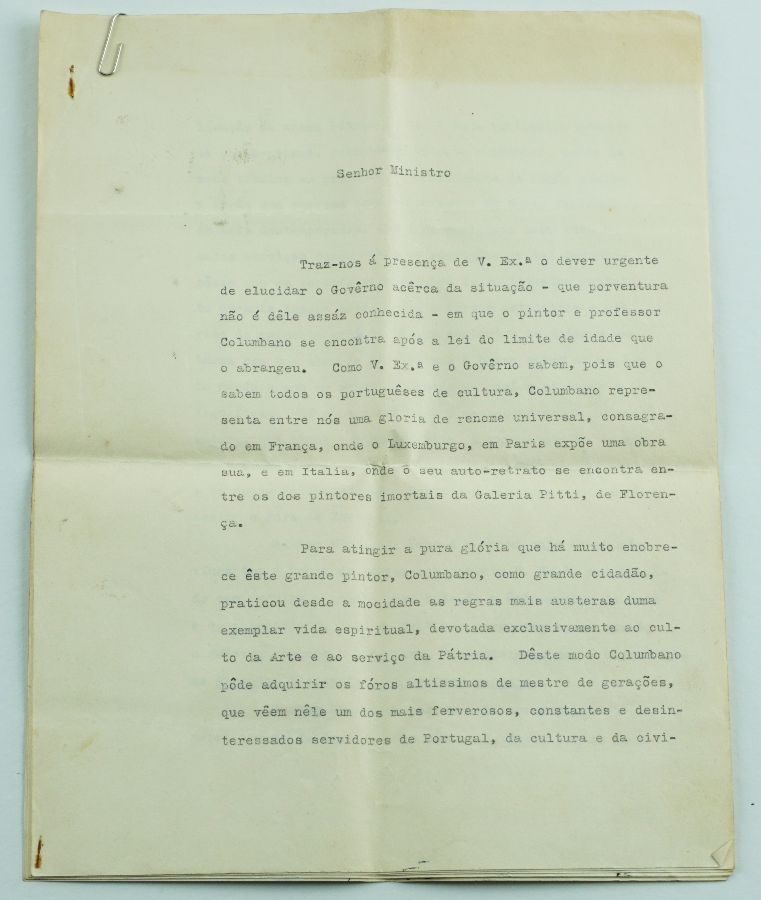 Senhor Ministro
Traz-nos á presença de V. Ex.ª o dever urgente
de elucidar o Govêrno acêrca da situação - que porventura
não é dêle assáz conhecida - em que o pintor e professor
Columbano se encontra após a lei do limite de idade que
o abrangeu. Como V. Ex.ª e o Govêrno sabem, pois que o
sabem todos os portuguêses de cultura, Columbano repre-
senta entre nós uma gloria de renome universal, consagra-
do em França, onde o Luxemburgo, em Paris expõe uma obra
sua, e em Italia, onde o seu auto-retrato se encontra en-
tre os dos pintores imortais da Galeria Pitti, de Floren-
ça.
Para atingir a pura glória que há muito enobre-
ce êste grande pintor, Columbano, como grande cidadão,
praticou desde a mocidade as regras mais austeras duma
exemplar vida espiritual, devotada exclusivamente ao cul-
to da Arte e ao serviço da Pátria. Dêste modo Columbano
pôde adquirir os fóros altissimos de mestre de gerações,
que vêem nêle um dos mais ferverosos, constantes e desin-
teressados servidores de Portugal, da cultura e da civi-